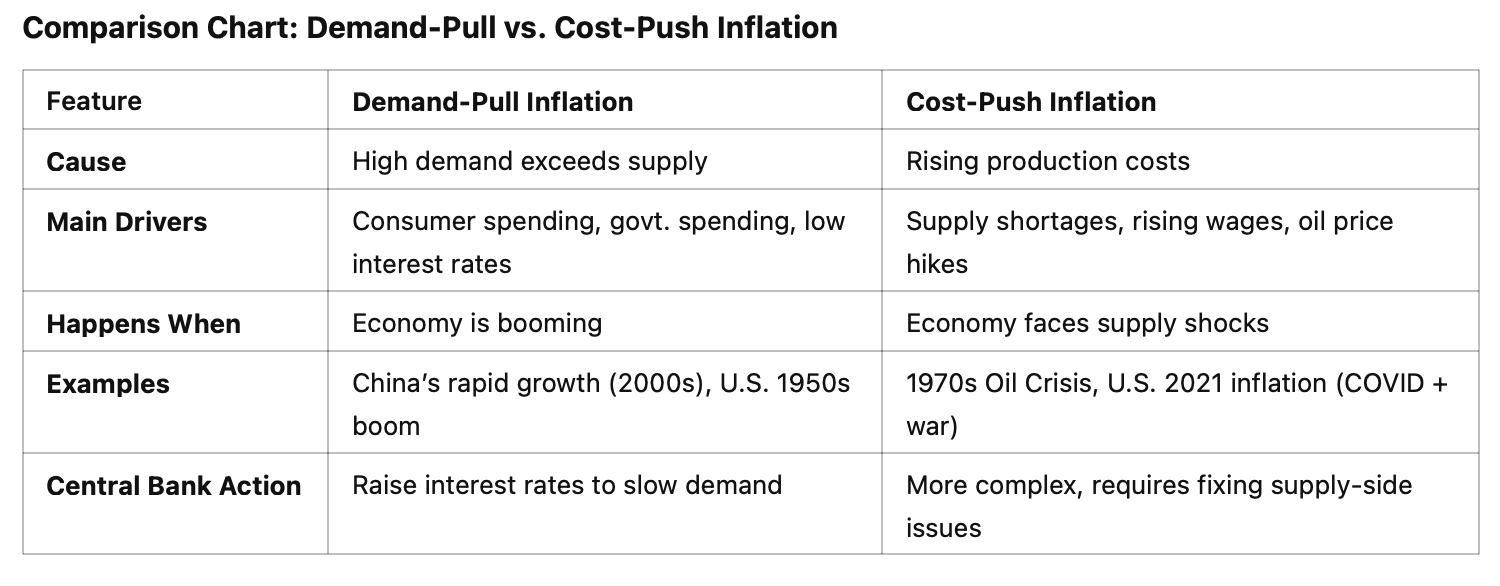 Comparison Chart: Demand-Pull vs. Cost-Push Inflation
Feature
Demand-Pull Inflation
Cost-Push Inflation
Cause
High demand exceeds supply
Rising production costs
Main Drivers
Consumer spending, govt. spending, low
interest rates
Supply shortages, rising wages, oil price
hikes
Happens When
Economy is booming
Economy faces supply shocks
Examples
China’s rapid growth (2000s), U.S. 1950s
boom
1970s Oil Crisis, U.S. 2021 inflation (COVID +
war)
Central Bank Action
Raise interest rates to slow demand
More complex, requires fixing supply-side
issues